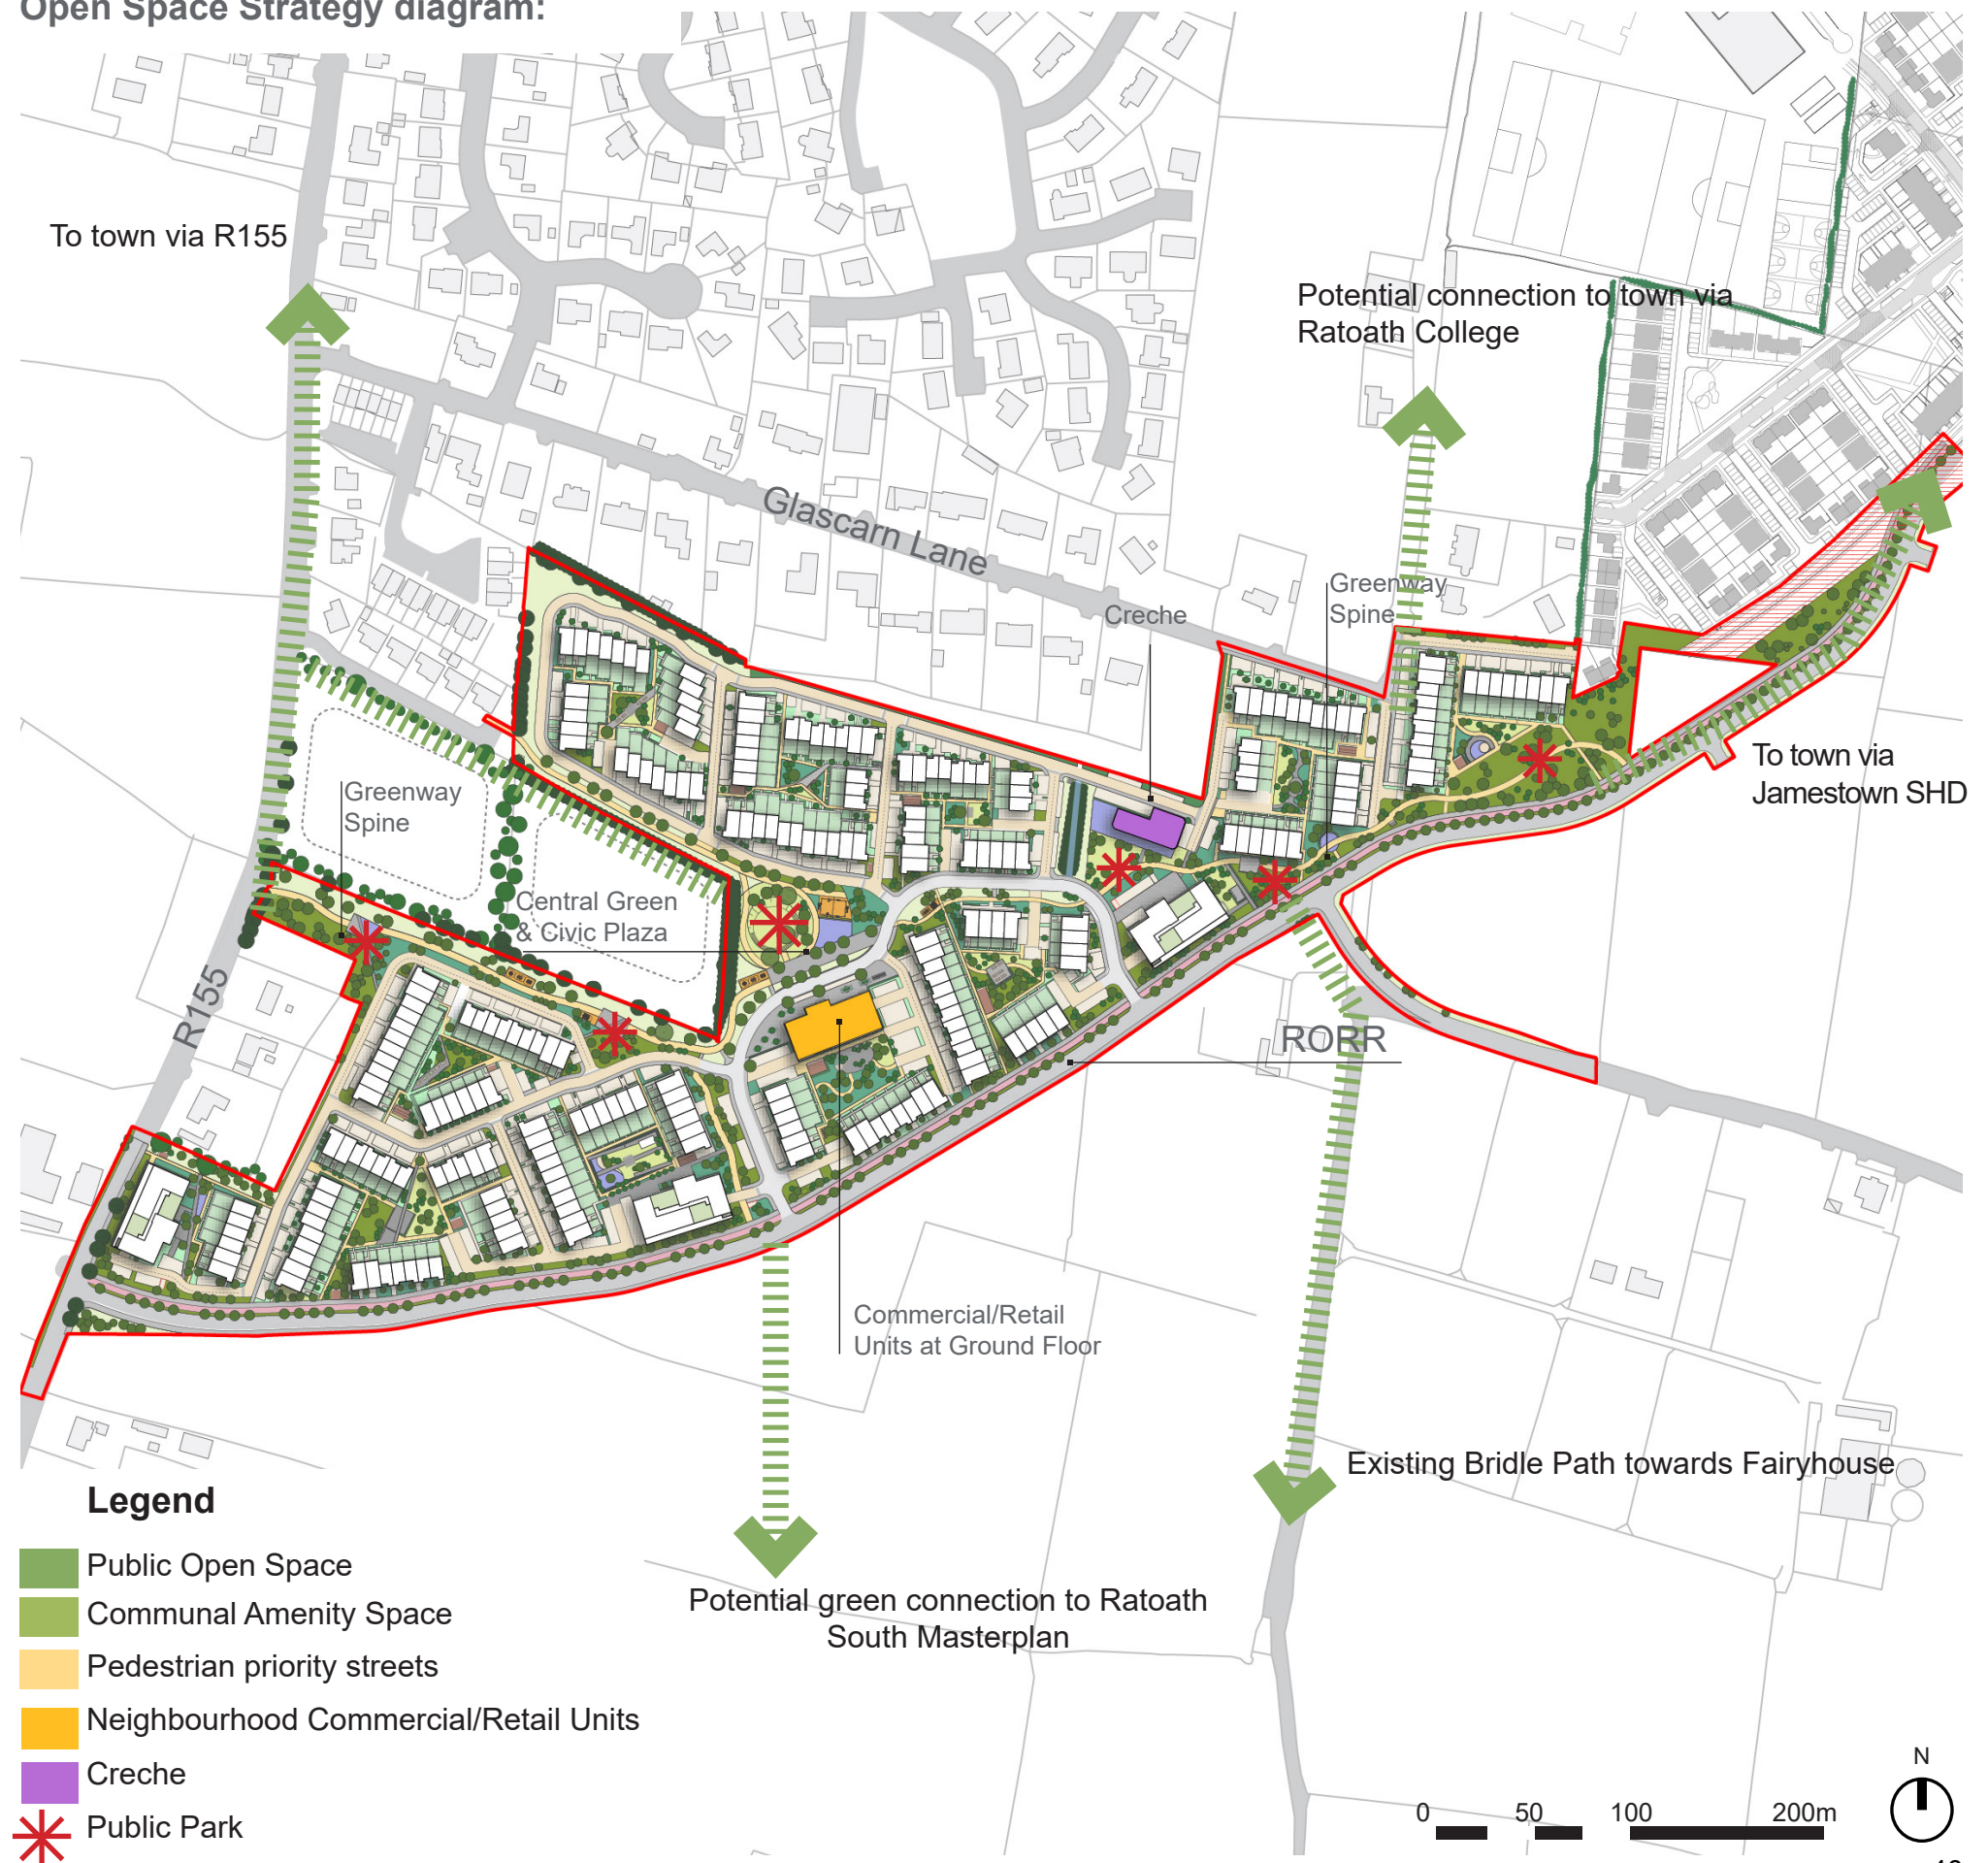 Open Space Strategy diagram:
To town via R155
Potential connection to town via
Ratoath College
Glascarn Lane
Greenway
Spine
Creche
To town via
Jamestown SHD
Greenway
Spine
Central Green
& Civic Plaza
R155
RORR
Commercial/Retail
Units at Ground Floor
Existing Bridle Path towards Fairyhouse
Potential green connection to Ratoath
South Masterplan
Legend
Public Open Space
Communal Amenity Space
Pedestrian priority streets
Neighbourhood Commercial/Retail Units
Creche
Public Park
0 50 100 200m
N